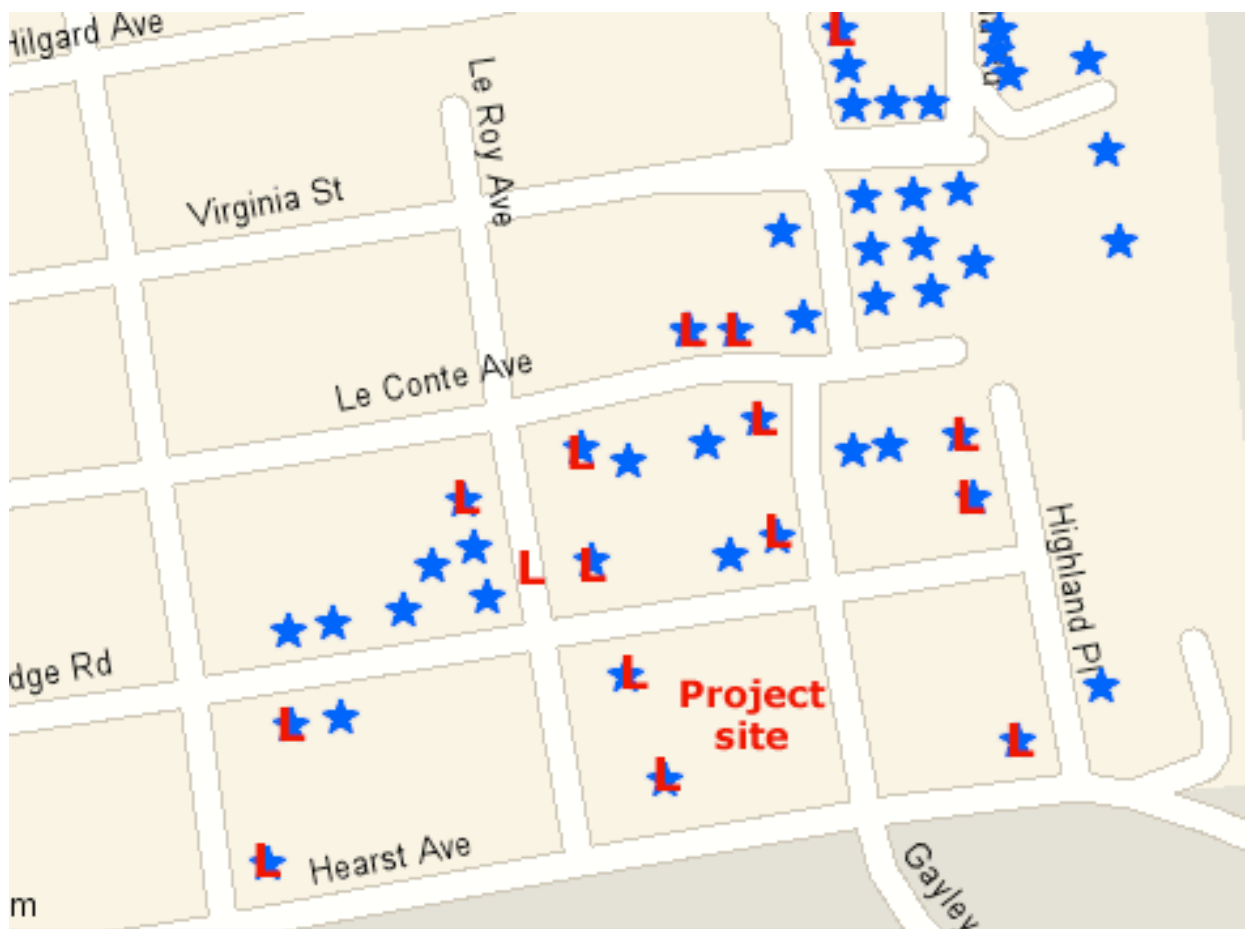 Hilgard Ave
L
Le Roy Ave
Virginia St
L L
Le Conte Ave
L
L
L
L
L
L
L
L
Highland Pl
dge Rd
L
Project
site
L
L
L
Hearst Ave
L
Gayley
m